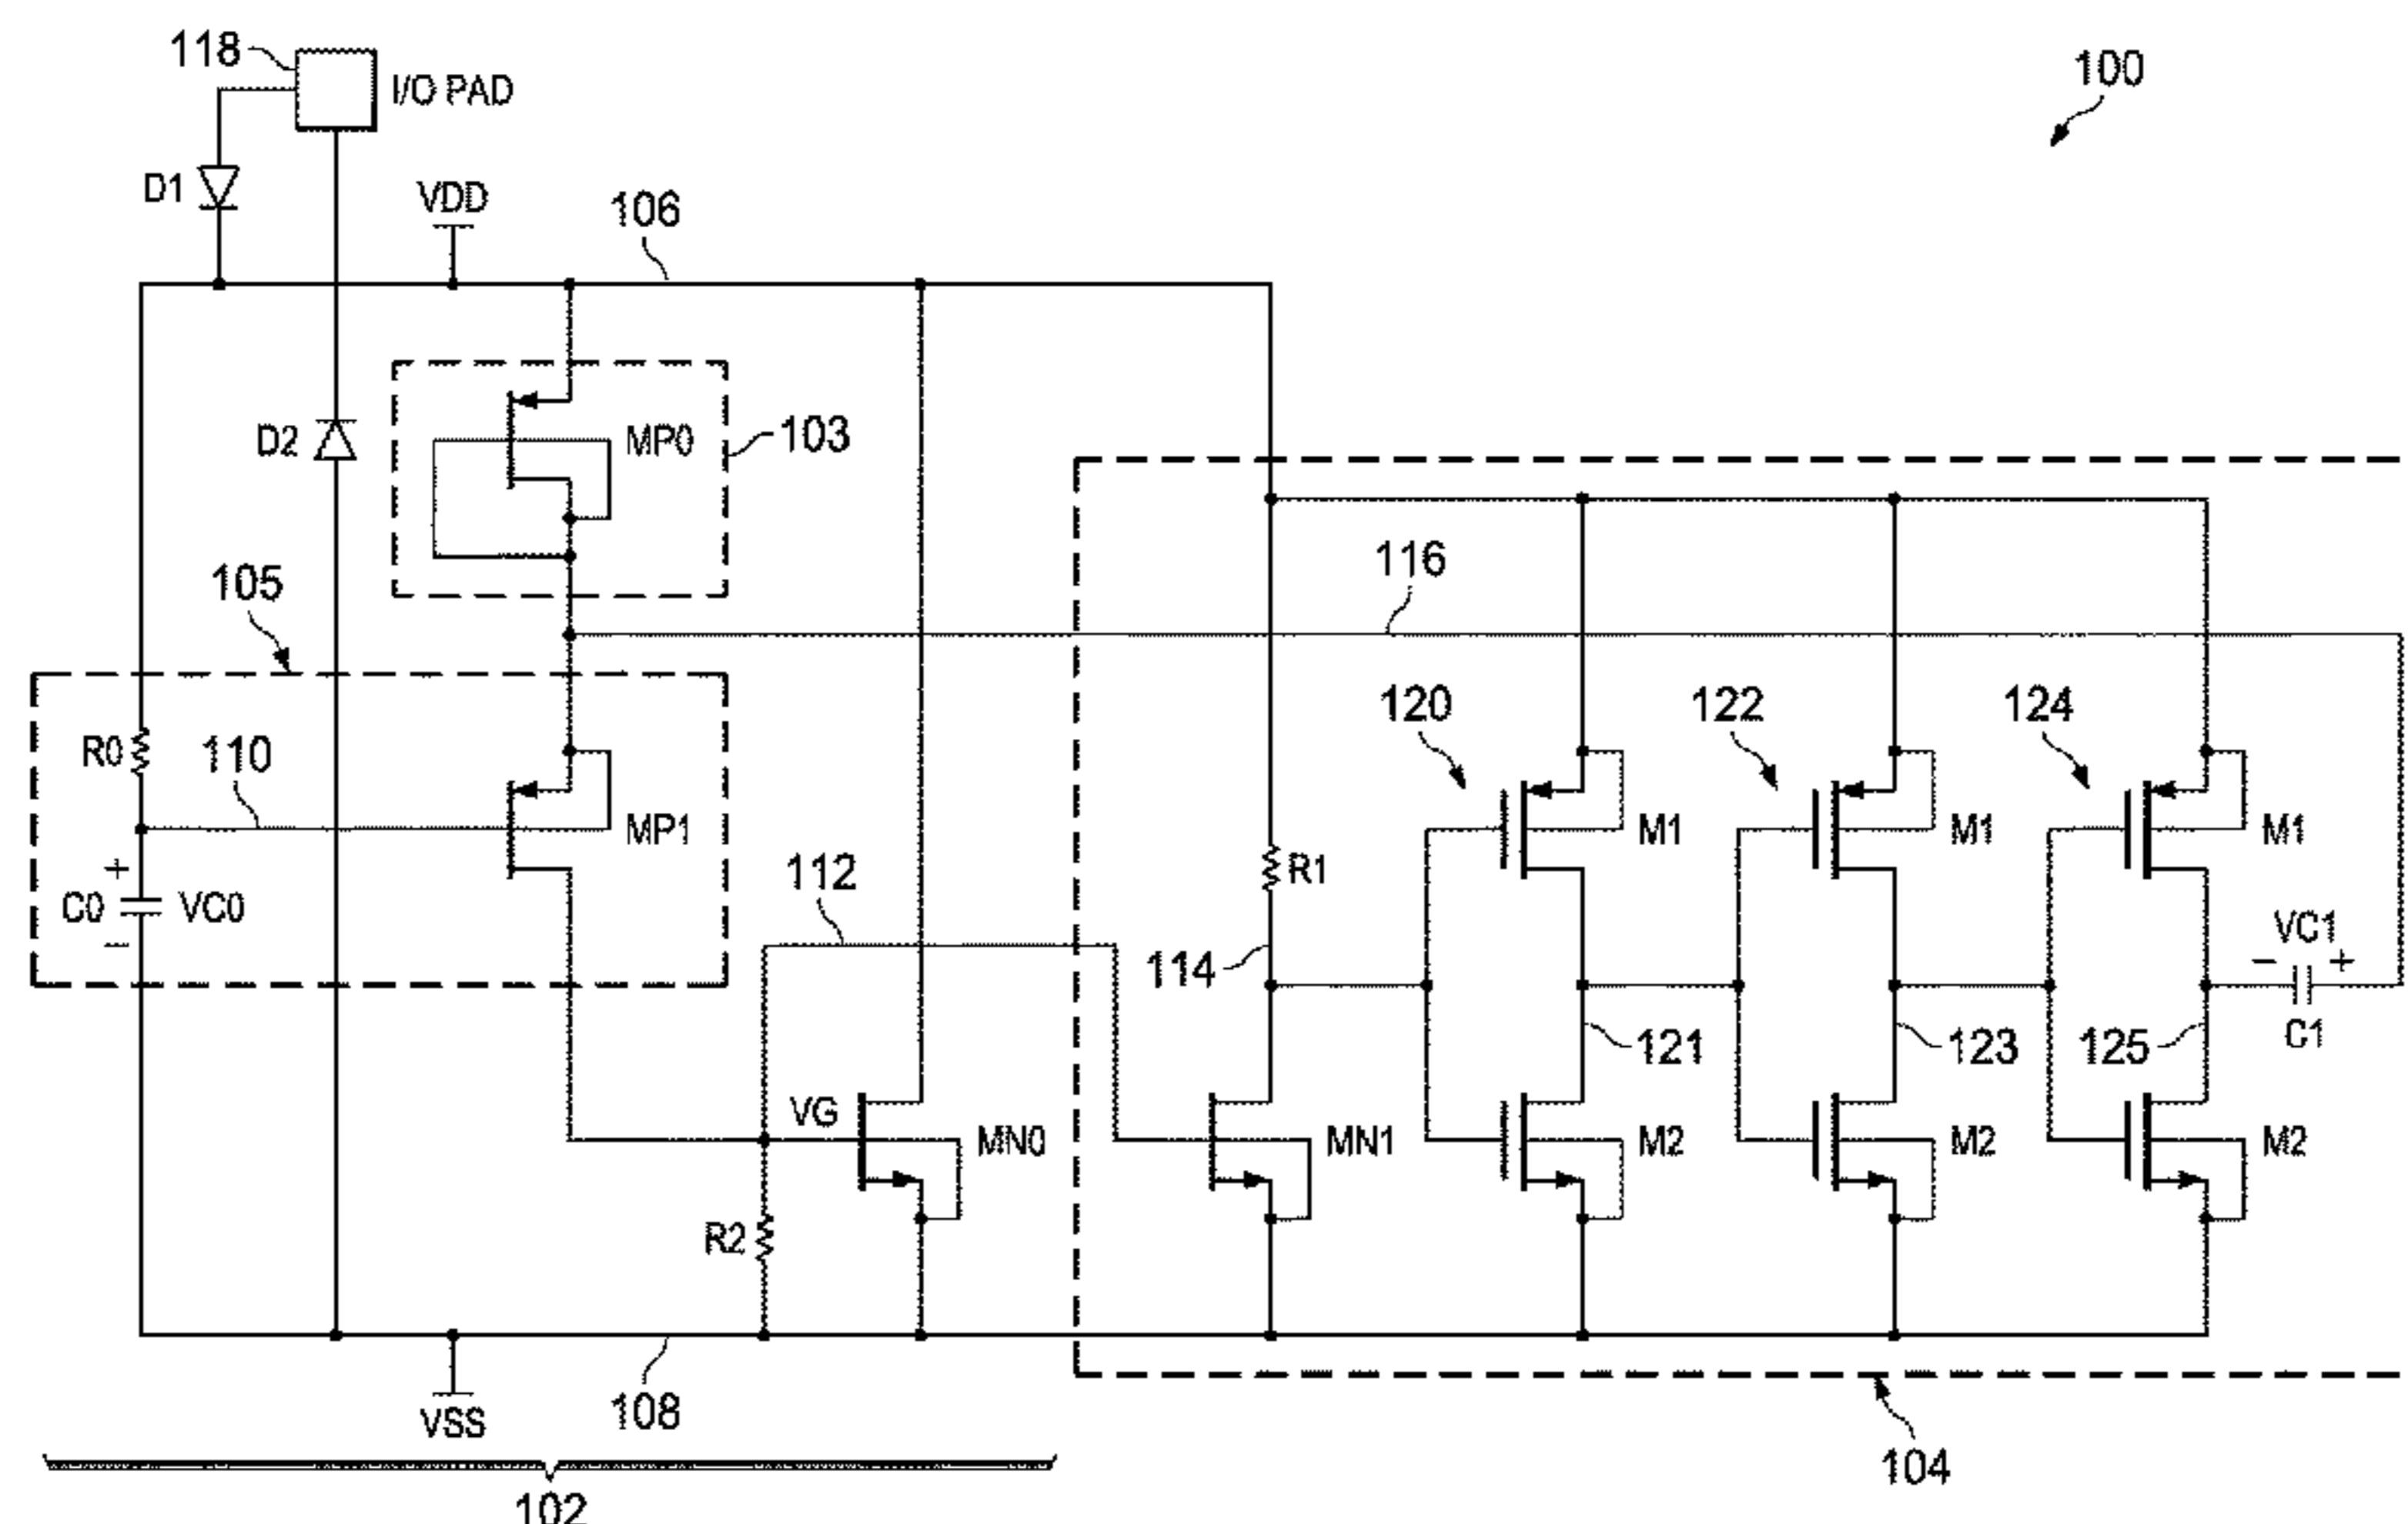 118
I/O PAD
100
D1
VDD
106
D2
MP0
103
116
105
120
122
124
R0
110
MP1
M1
M1
M1
112
R1
C0
+
VC0
−
114
VC1
− +
C1
121
123
125
VG
MN0
MN1
M2
M2
M2
R2
VSS
108
102
104